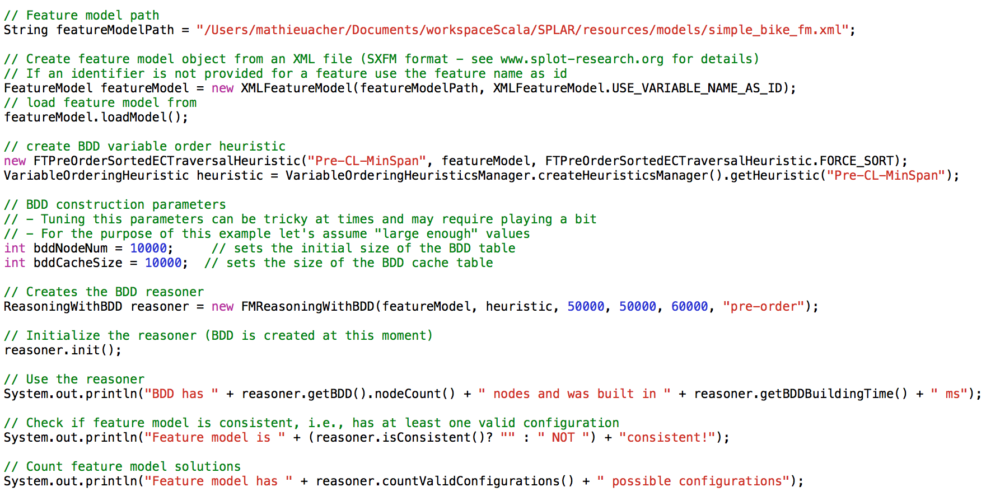 // Feature model path
String featureModelPath = "/Users/mathieuacher/Documents/workspaceScala/SPLAR/resources/models/simple_bike_fm.xml";
// Create feature model object from an XML file (SXFM format - see www.splot-research.org for details)
// If an identifier is not provided for a feature use the feature name as id
FeatureModel featureModel = new XMLFeatureModel(featureModelPath, XMLFeatureModel.USE_VARIABLE_NAME_AS_ID);
// load feature model from
featureModel.loadModel();
// create BDD variable order heuristic
new FTPreOrderSortedECTraversalHeuristic("Pre-CL-MinSpan", featureModel, FTPreOrderSortedECTraversalHeuristic.FORCE_SORT);
VariableOrderingHeuristic heuristic = VariableOrderingHeuristicsManager.createHeuristicsManager().getHeuristic("Pre-CL-MinSpan");
// BDD construction parameters
// - Tuning this parameters can be tricky at times and may require playing a bit
// - For the purpose of this example let's assume "large enough" values
int bddNodeNum = 10000;     // sets the initial size of the BDD table
int bddCacheSize = 10000;  // sets the size of the BDD cache table
// Creates the BDD reasoner
ReasoningWithBDD reasoner = new FMReasoningWithBDD(featureModel, heuristic, 50000, 50000, 60000, "pre-order");
// Initialize the reasoner (BDD is created at this moment)
reasoner.init();
// Use the reasoner
System.out.println("BDD has " + reasoner.getBDD().nodeCount() + " nodes and was built in " + reasoner.getBDDBuildingTime() + " ms");
// Check if feature model is consistent, i.e., has at least one valid configuration
System.out.println("Feature model is " + (reasoner.isConsistent()? "" : " NOT ") + "consistent!");
// Count feature model solutions
System.out.println("Feature model has " + reasoner.countValidConfigurations() + " possible configurations");